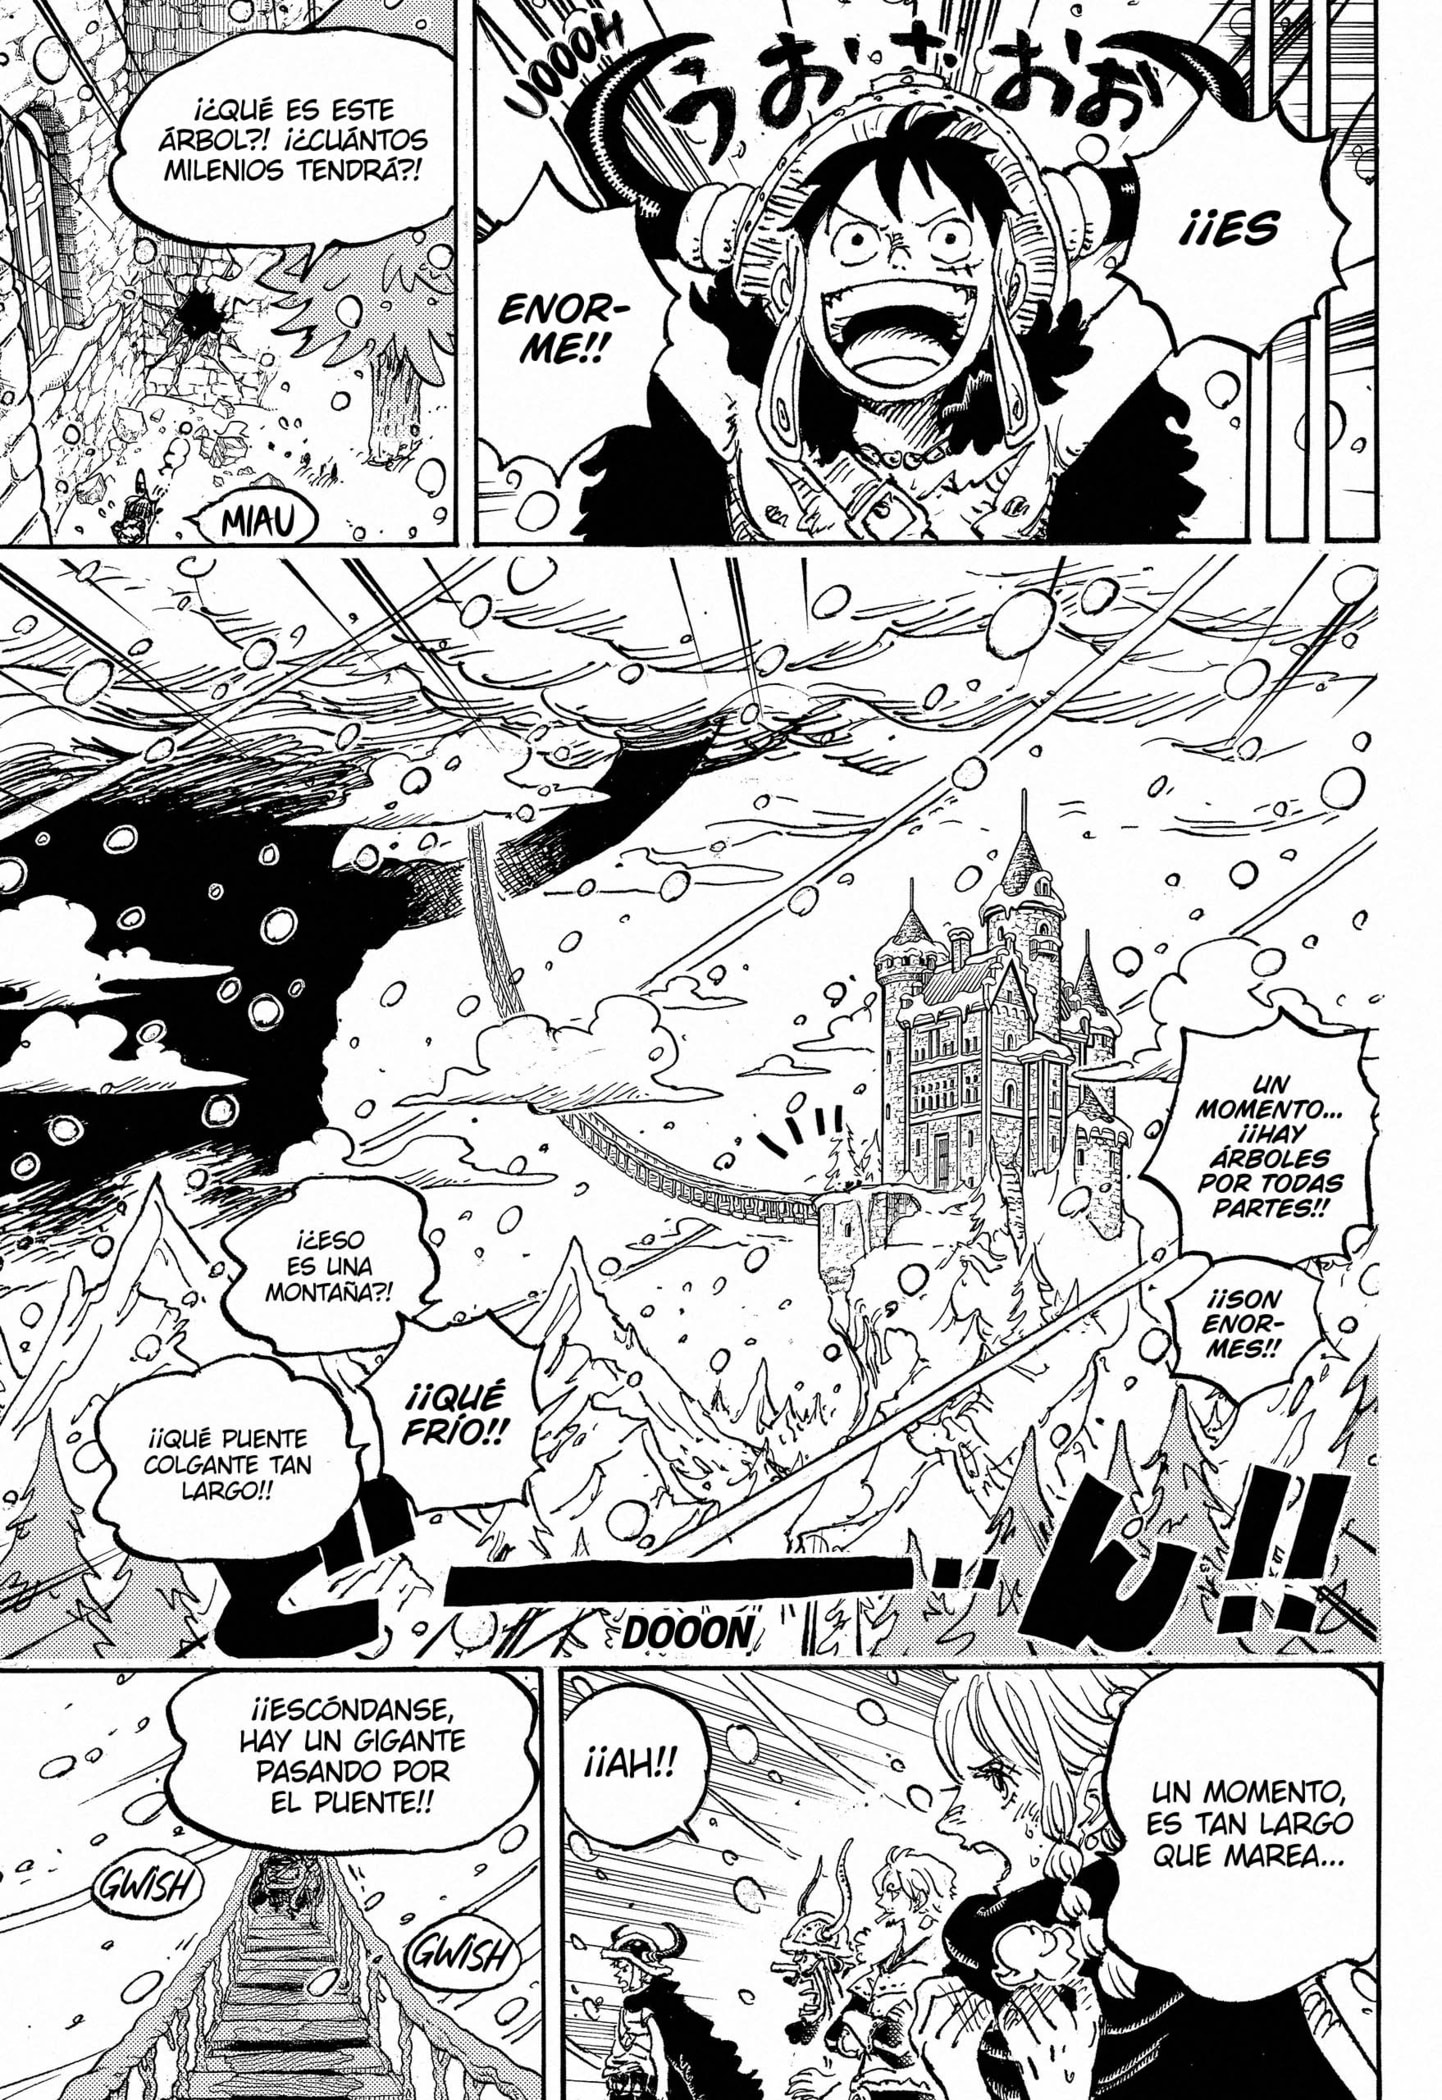 うおおおお
UOOOH
¡¡ES
ENOR-
ME!!
¡¿QUÉ ES ESTE
ÁRBOL?! ¡¿CUÁNTOS
MILENIOS TENDRÁ?!
MIAU
UN
MOMENTO...
¡¡HAY
ÁRBOLES
POR TODAS
PARTES!!
¡¡SON
ENOR-
MES!!
¡¿ESO
ES UNA
MONTAÑA?!
¡¡QUÉ
FRÍO!!
¡¡QUÉ PUENTE
COLGANTE TAN
LARGO!!
どーーん!!
DOOON
UN MOMENTO,
ES TAN LARGO
QUE MAREA...
¡¡AH!!
¡¡ESCÓNDANSE,
HAY UN GIGANTE
PASANDO POR
EL PUENTE!!
GWISH
GWISH